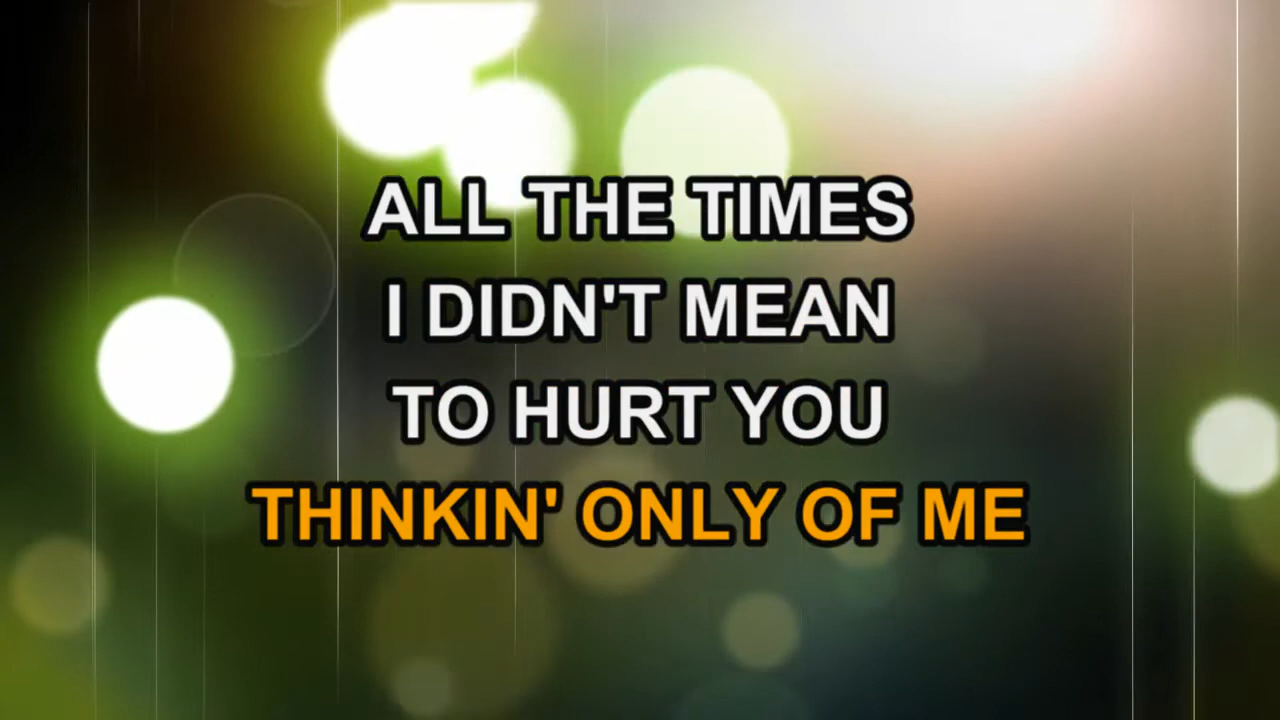 ALL THE TIMES
I DIDN'T MEAN
TO HURT YOU
THINKIN' ONLY OF ME